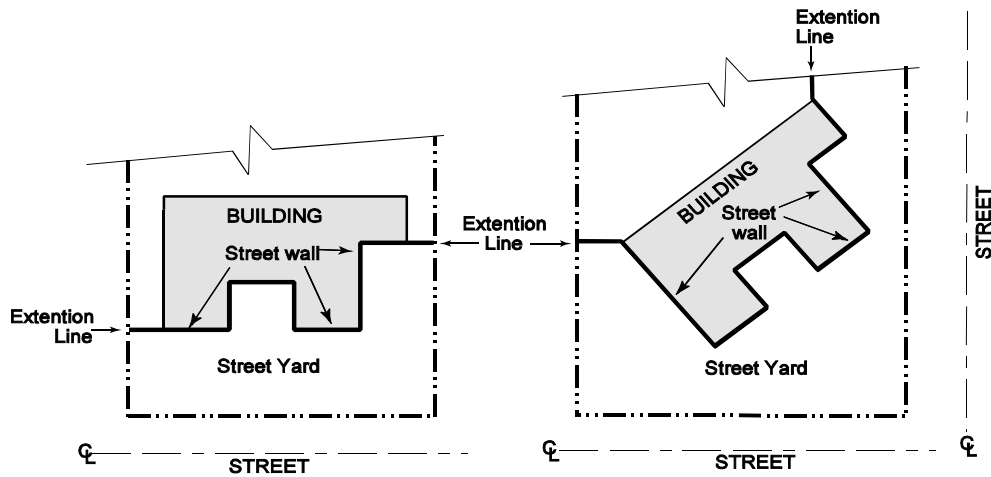 BUILDING
Street wall
Extention
Line
Street Yard
℄
STREET
Extention
Line
Extention
Line
BUILDING
Street
wall
Street Yard
℄
STREET
℄
STREET